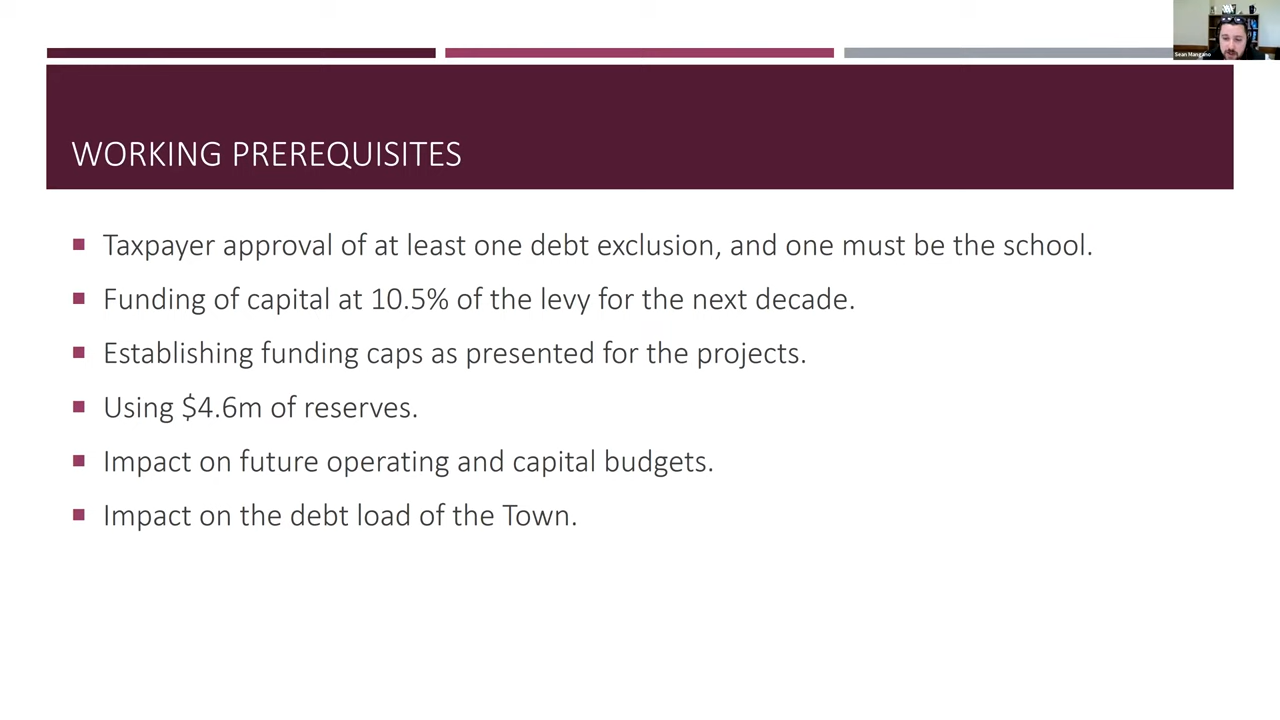 Sean Mangano
WORKING PREREQUISITES
Taxpayer approval of at least one debt exclusion, and one must be the school.
Funding of capital at 10.5% of the levy for the next decade.
Establishing funding caps as presented for the projects.
Using $4.6m of reserves.
Impact on future operating and capital budgets.
Impact on the debt load of the Town.